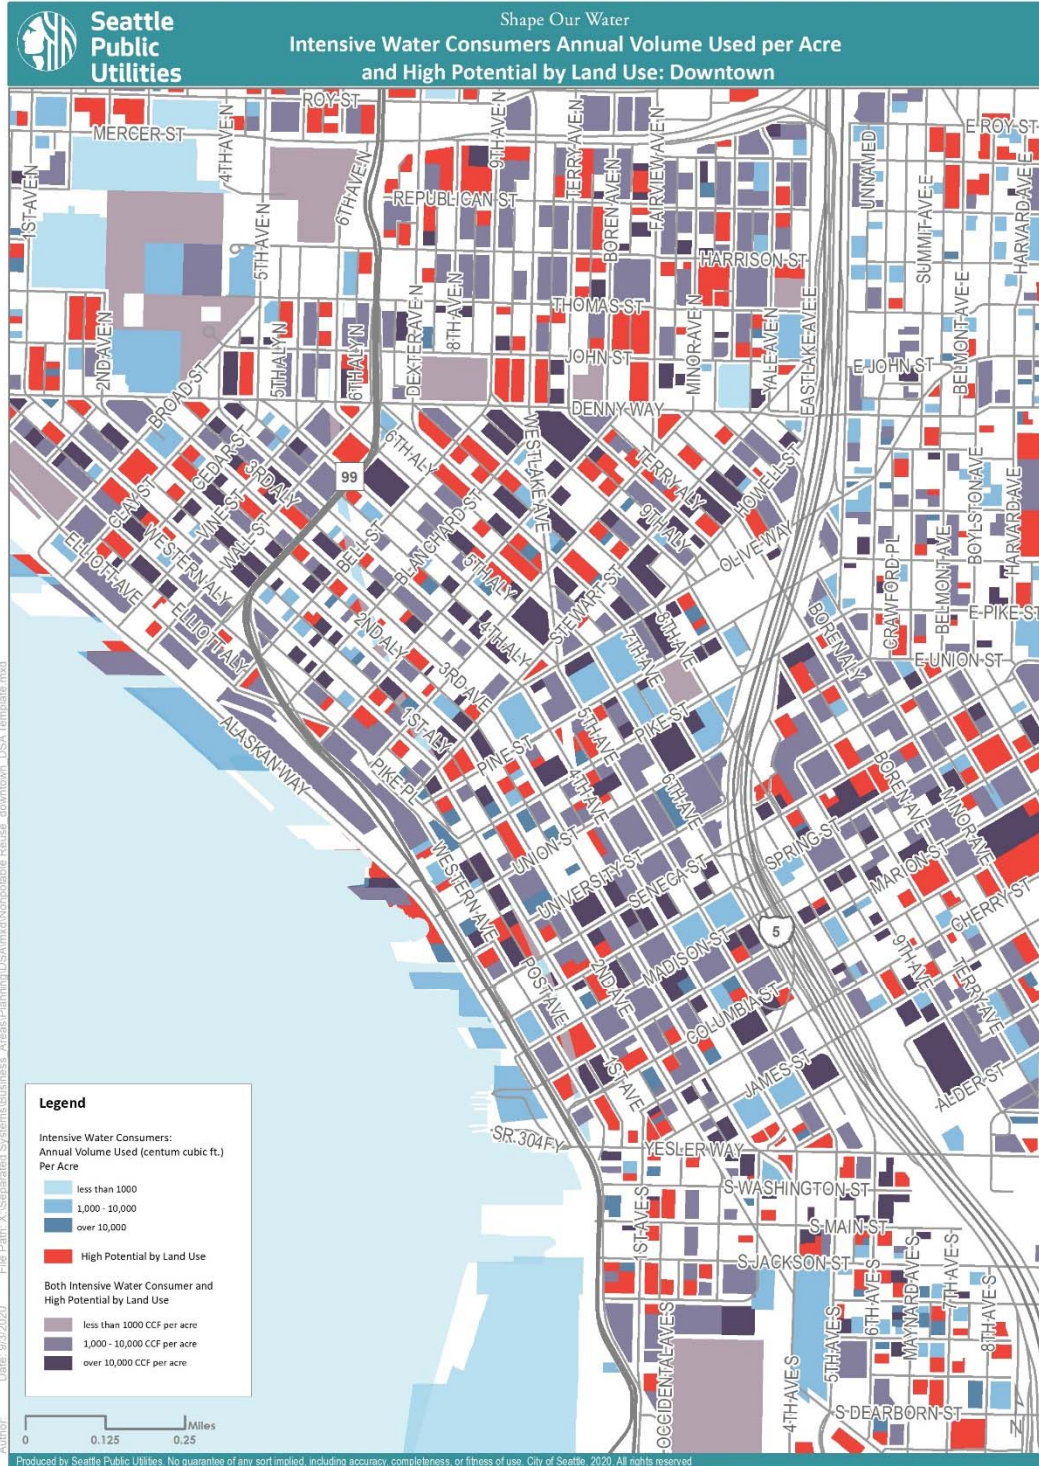 Seattle
Public
Utilities
Shape Our Water
Intensive Water Consumers Annual Volume Used per Acre
and High Potential by Land Use: Downtown
ROY ST
MERCER ST
E ROY ST
4TH AVE N
6TH AVE N
9TH AVE N
TERRY AVE N
BOREN AVE N
FAIRVIEW AVE N
UNNAMED
1ST AVE N
REPUBLICAN ST
SUMMIT AVE E
HARVARD AVE E
5TH AVE N
HARRISON ST
8TH AVE N
THOMAS ST
2ND AVE N
DEXTER AVE N
MINOR AVE N
YALE AVE N
EASTLAKE AVE E
BELMONT AVE E
5TH ALY N
6TH ALY N
JOHN ST
E JOHN ST
BROAD ST
DENNY WAY
CEDAR ST
3RD ALY
6TH ALY
WESTLAKE AVE
TERRY ALY
HOWELL ST
BOYLSTON AVE
HARVARD AVE
99
CLAY ST
VINE ST
WALL ST
BELL ST
BLANCHARD ST
9TH ALY
OLIVE WAY
WESTERN ALY
ELLIOTT AVE
5TH ALY
STEWART ST
CRAWFORD PL
BELMONT AVE
E PIKE ST
ELLIOTT ALY
2ND ALY
4TH ALY
7TH AVE
8TH AVE
BOREN ALY
E UNION ST
3RD AVE
ALASKAN WAY
1ST ALY
PIKE PL
PINE ST
5TH AVE
PIKE ST
4TH AVE
6TH AVE
BOREN AVE
MINOR AVE
WESTERN AVE
UNION ST
UNIVERSITY ST
SENECA ST
SPRING ST
MARION ST
CHERRY ST
5
POST AVE
2ND AVE
MADISON ST
COLUMBIA ST
9TH AVE
TERRY AVE
1ST AVE
JAMES ST
ALDER ST
SR 304 FY
YESLER WAY
S WASHINGTON ST
1ST AVE S
S MAIN ST
S JACKSON ST
OCCIDENTAL AVE S
4TH AVE S
5TH AVE S
6TH AVE S
MAYNARD AVE S
7TH AVE S
8TH AVE S
S DEARBORN ST
N
Legend
Intensive Water Consumers:
Annual Volume Used (centum cubic ft.)
Per Acre
less than 1000
1,000 - 10,000
over 10,000
High Potential by Land Use
Both Intensive Water Consumer and
High Potential by Land Use
less than 1000 CCF per acre
1,000 - 10,000 CCF per acre
over 10,000 CCF per acre
Miles
0 0.125 0.25
Produced by Seattle Public Utilities. No guarantee of any sort implied, including accuracy, completeness, or fitness of use. City of Seattle, 2020. All rights reserved